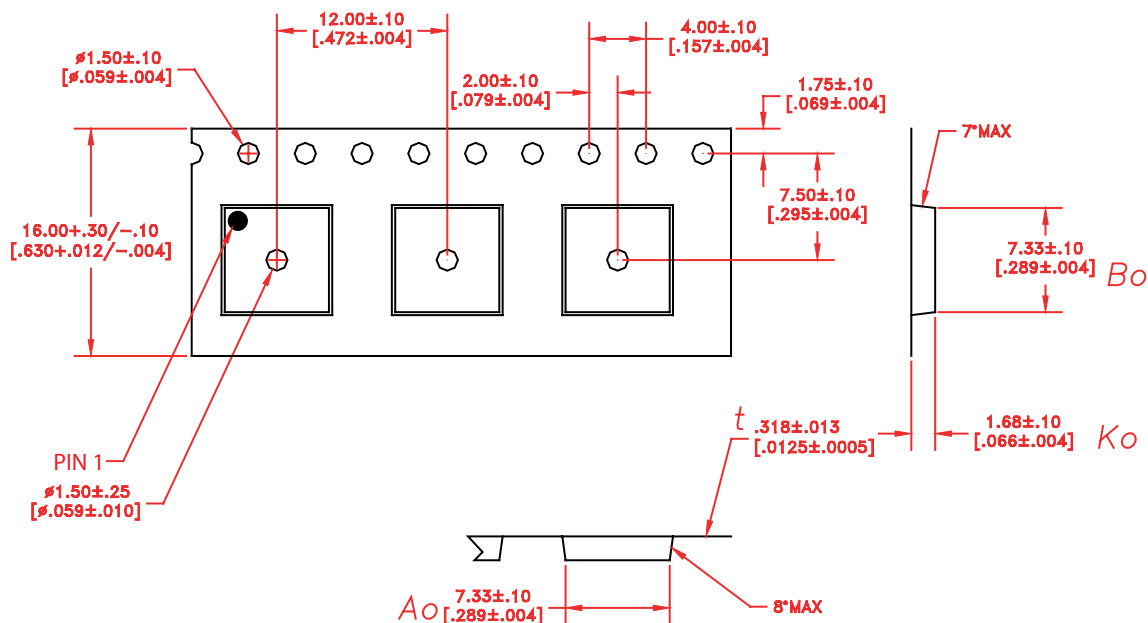 12.00±.10
[.472±.004]
4.00±.10
[.157±.004]
ø1.50±.10
[ø.059±.004]
2.00±.10
[.079±.004]
1.75±.10
[.069±.004]
7°MAX
7.50±.10
[.295±.004]
16.00+.30/-.10
[.630+.012/-.004]
7.33±.10
[.289±.004]
Bo
t
.318±.013
[.0125±.0005]
1.68±.10
[.066±.004]
Ko
PIN 1
ø1.50±.25
[ø.059±.010]
Ao
7.33±.10
[.289±.004]
8°MAX